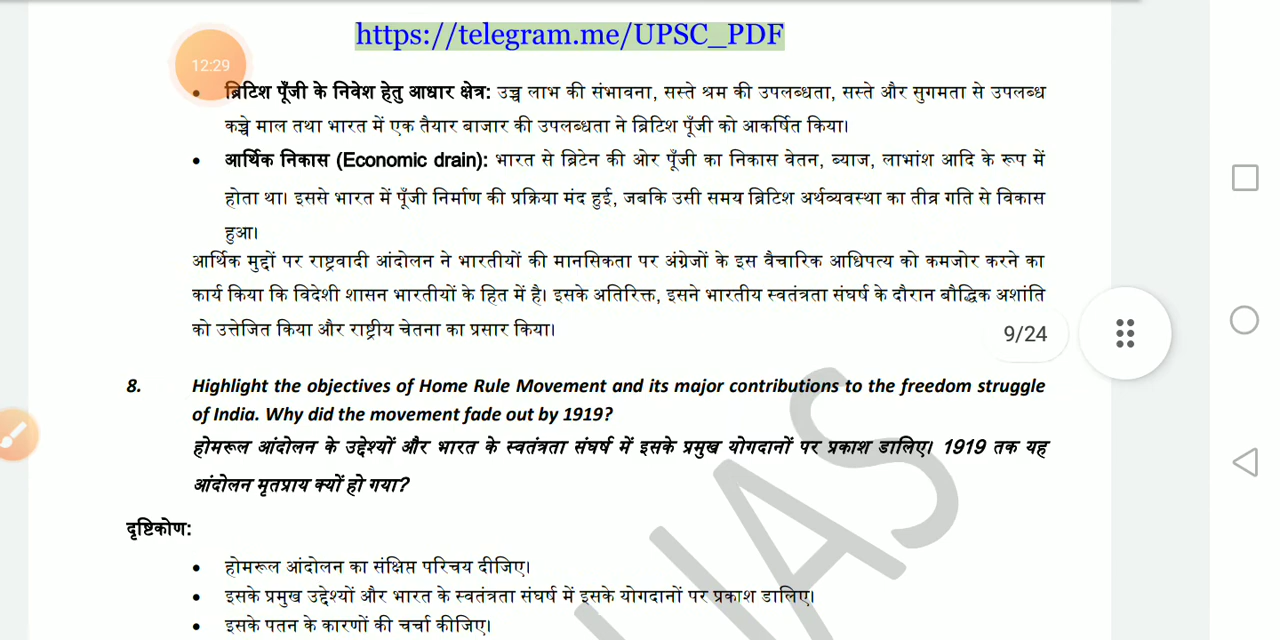 https://telegram.me/UPSC_PDF
12:29
• ब्रिटिश पूँजी के निवेश हेतु आधार क्षेत्र: उच्च लाभ की संभावना, सस्ते श्रम की उपलब्धता, सस्ते और सुगमता से उपलब्ध
कच्चे माल तथा भारत में एक तैयार बाजार की उपलब्धता ने ब्रिटिश पूँजी को आकर्षित किया।
• आर्थिक निकास (Economic drain): भारत से ब्रिटेन की ओर पूँजी का निकास वेतन, ब्याज, लाभांश आदि के रूप में
होता था। इससे भारत में पूँजी निर्माण की प्रक्रिया मंद हुई, जबकि उसी समय ब्रिटिश अर्थव्यवस्था का तीव्र गति से विकास
हुआ।
आर्थिक मुद्दों पर राष्ट्रवादी आंदोलन ने भारतीयों की मानसिकता पर अंग्रेजों के इस वैचारिक आधिपत्य को कमजोर करने का
कार्य किया कि विदेशी शासन भारतीयों के हित में है। इसके अतिरिक्त, इसने भारतीय स्वतंत्रता संघर्ष के दौरान बौद्धिक अशांति
को उत्तेजित किया और राष्ट्रीय चेतना का प्रसार किया।
9/24
8. Highlight the objectives of Home Rule Movement and its major contributions to the freedom struggle
of India. Why did the movement fade out by 1919?
होमरूल आंदोलन के उद्देश्यों और भारत के स्वतंत्रता संघर्ष में इसके प्रमुख योगदानों पर प्रकाश डालिए। 1919 तक यह
आंदोलन मृतप्राय क्यों हो गया?
दृष्टिकोण:
• होमरूल आंदोलन का संक्षिप्त परिचय दीजिए।
• इसके प्रमुख उद्देश्यों और भारत के स्वतंत्रता संघर्ष में इसके योगदानों पर प्रकाश डालिए।
• इसके पतन के कारणों की चर्चा कीजिए।
IAS